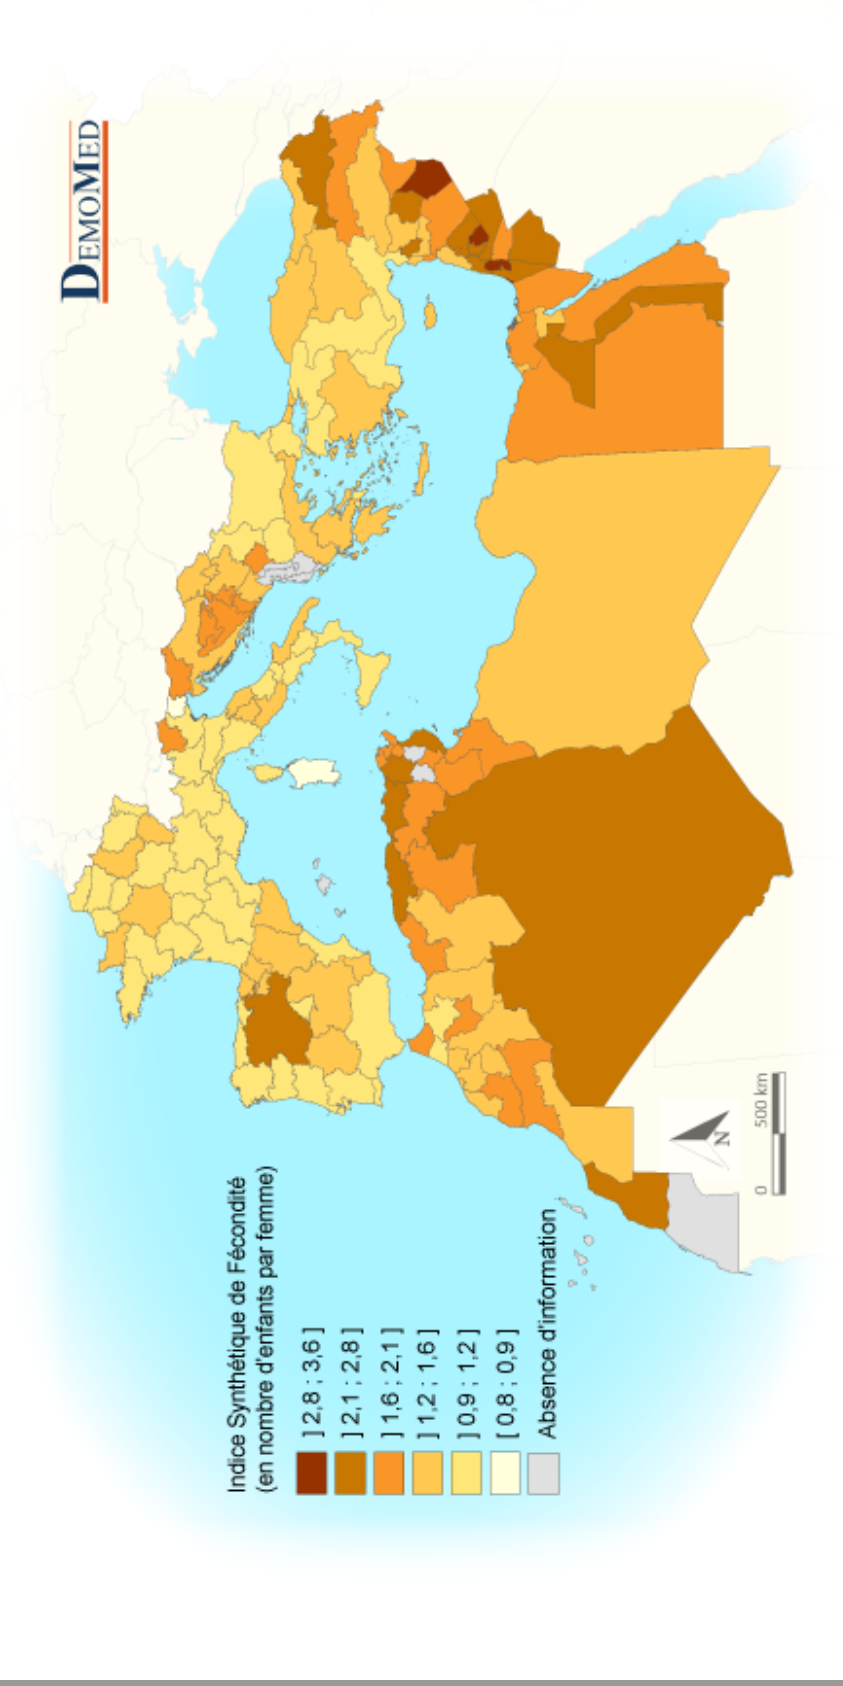 DEMOMED
Indice Synthétique de Fécondité
(en nombre d'enfants par femme)
] 2,8 ; 3,6 ]
] 2,1 ; 2,8 ]
] 1,6 ; 2,1 ]
] 1,2 ; 1,6 ]
] 0,9 ; 1,2 ]
[ 0,8 ; 0,9 ]
Absence d'information
N
0 500 km